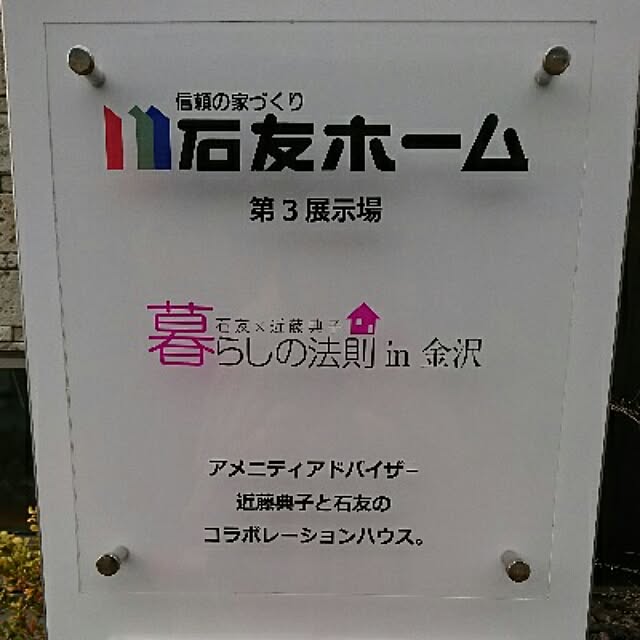 信頼の家づくり
石友ホーム
第3展示場
石友×近藤典子
暮らしの法則 in 金沢
アメニティアドバイザー
近藤典子と石友の
コラボレーションハウス。